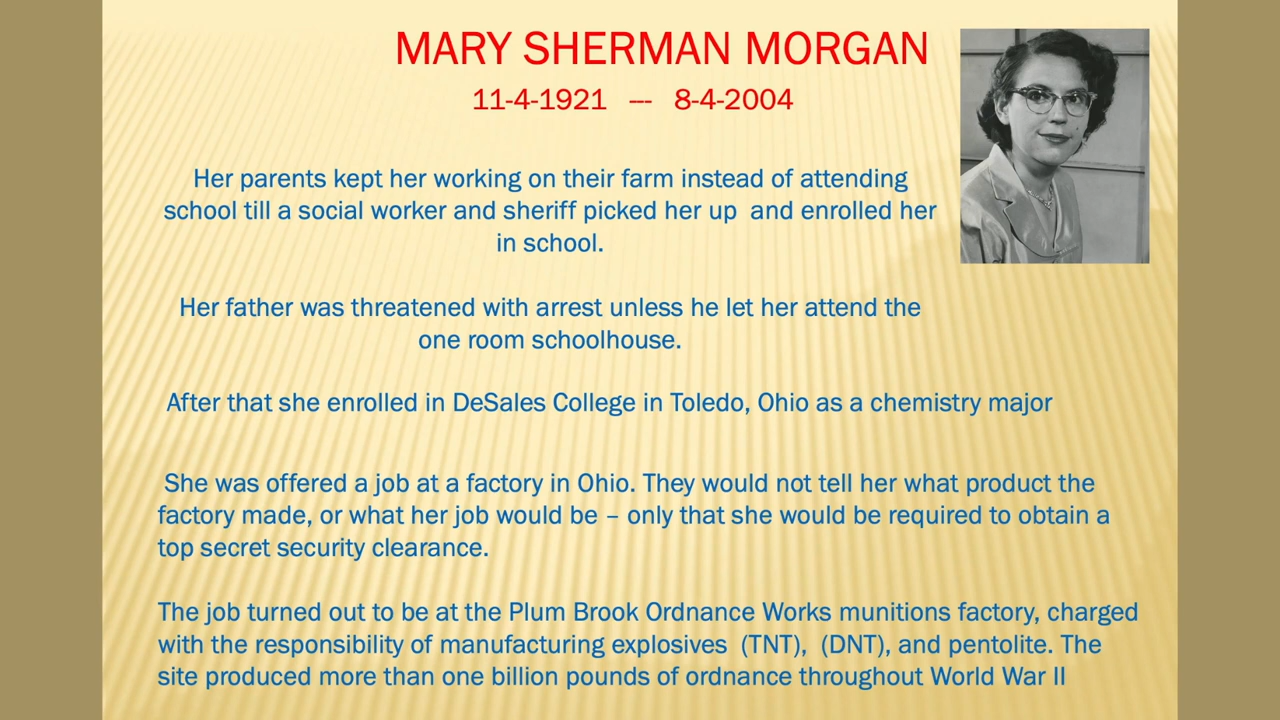 MARY SHERMAN MORGAN
11-4-1921 --- 8-4-2004
Her parents kept her working on their farm instead of attending
school till a social worker and sheriff picked her up  and enrolled her
in school.
Her father was threatened with arrest unless he let her attend the
one room schoolhouse.
After that she enrolled in DeSales College in Toledo, Ohio as a chemistry major
She was offered a job at a factory in Ohio. They would not tell her what product the
factory made, or what her job would be – only that she would be required to obtain a
top secret security clearance.
The job turned out to be at the Plum Brook Ordnance Works munitions factory, charged
with the responsibility of manufacturing explosives  (TNT),  (DNT), and pentolite. The
site produced more than one billion pounds of ordnance throughout World War II